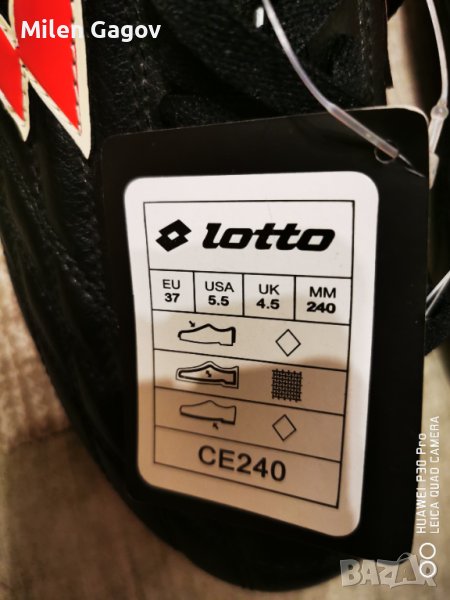 Milen Gagov
lotto
EU USA UK MM
37 5.5 4.5 240
CE240
HUAWEI P30 Pro
LEICA QUAD CAMERA
bazar